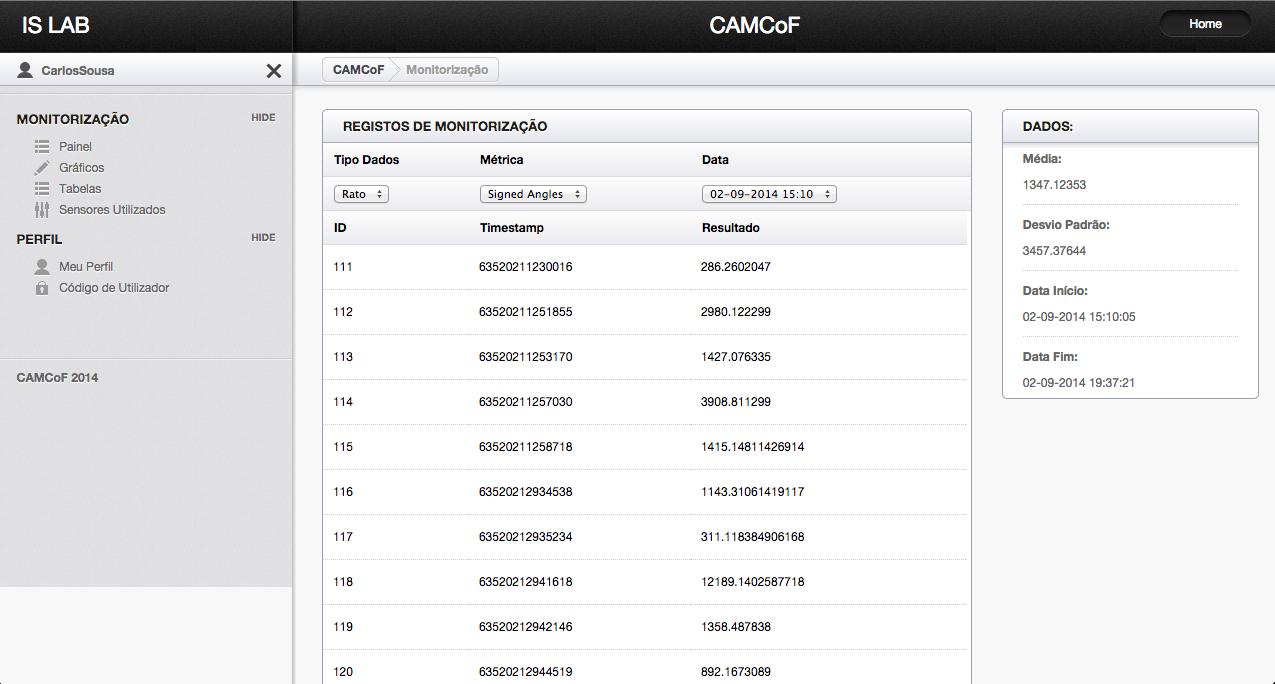 IS LAB
CAMCoF
Home
CarlosSousa
CAMCoF Monitorização
MONITORIZAÇÃO HIDE
Painel
Gráficos
Tabelas
Sensores Utilizados
PERFIL HIDE
Meu Perfil
Código de Utilizador
CAMCoF 2014
REGISTOS DE MONITORIZAÇÃO
Tipo Dados Métrica Data
Rato Signed Angles 02-09-2014 15:10
ID Timestamp Resultado
111 63520211230016 286.2602047
112 63520211251855 2980.122299
113 63520211253170 1427.076335
114 63520211257030 3908.811299
115 63520211258718 1415.14811426914
116 63520212934538 1143.31061419117
117 63520212935234 311.118384906168
118 63520212941618 12189.1402587718
119 63520212942146 1358.487838
120 63520212944519 892.1673089
DADOS:
Média:
1347.12353
Desvio Padrão:
3457.37644
Data Início:
02-09-2014 15:10:05
Data Fim:
02-09-2014 19:37:21